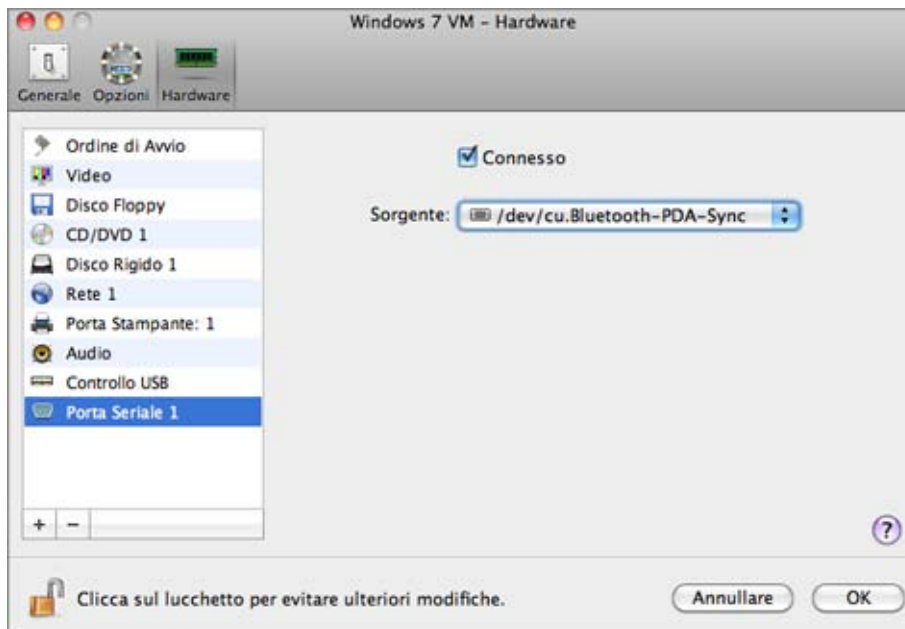 Windows 7 VM – Hardware
Generale Opzioni Hardware
Ordine di Avvio
Video
Disco Floppy
CD/DVD 1
Disco Rigido 1
Rete 1
Porta Stampante: 1
Audio
Controllo USB
Porta Seriale 1
+ −
Connesso
Sorgente: /dev/cu.Bluetooth-PDA-Sync
?
Clicca sul lucchetto per evitare ulteriori modifiche.
Annullare OK